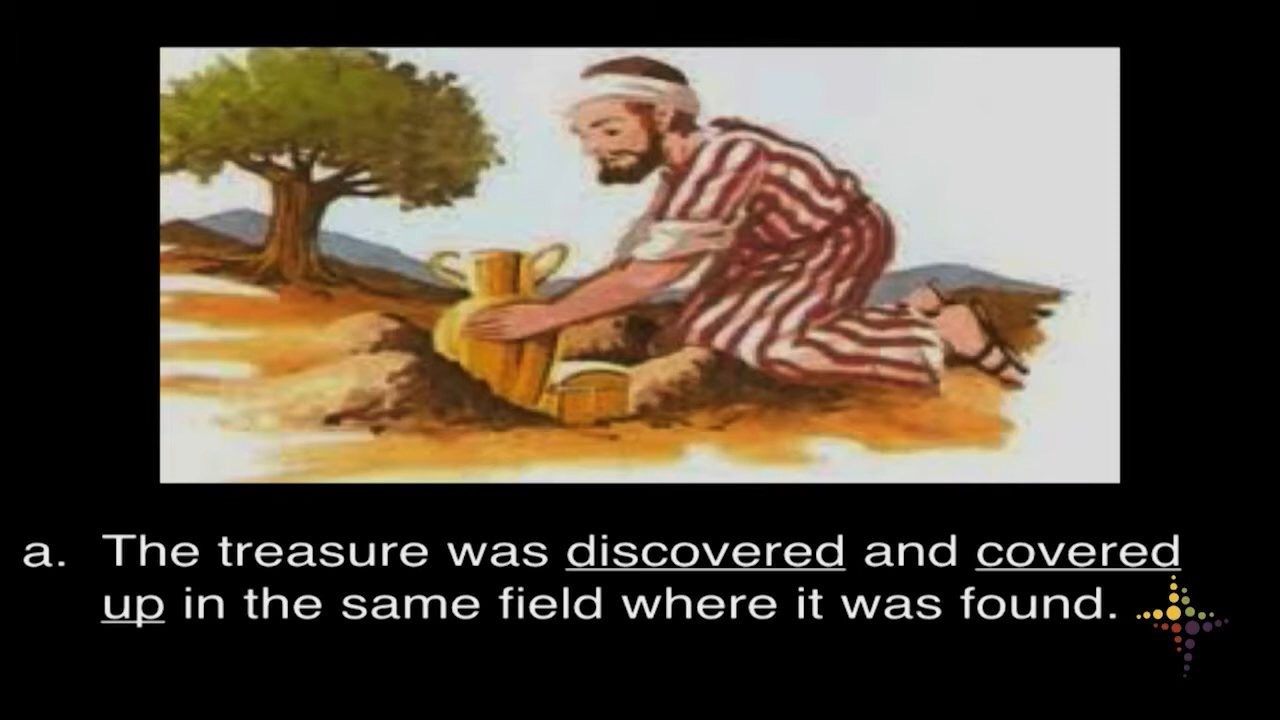 a. The treasure was discovered and covered
up in the same field where it was found.